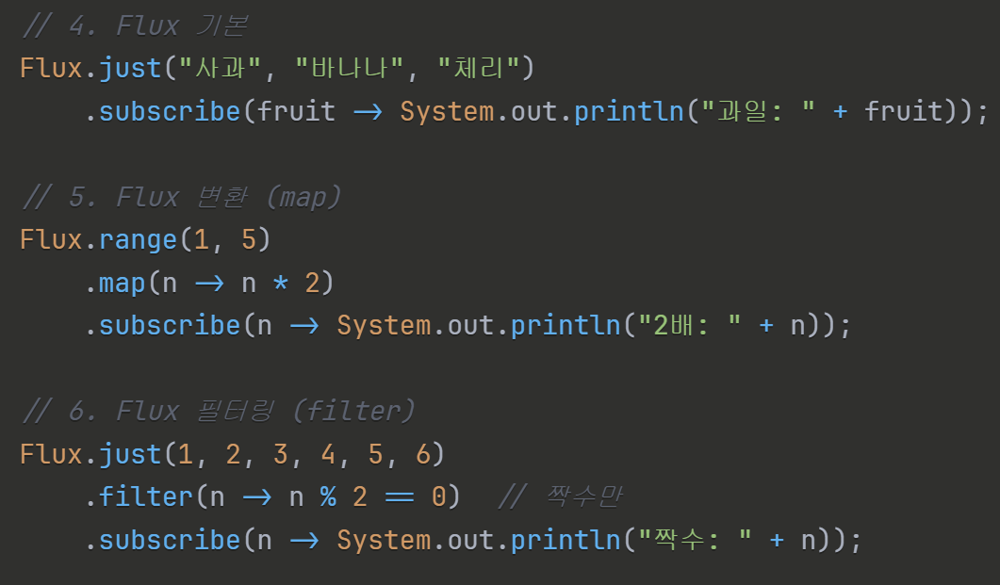 // 4. Flux 기본
Flux.just("사과", "바나나", "체리")
    .subscribe(fruit -> System.out.println("과일: " + fruit));

// 5. Flux 변환 (map)
Flux.range(1, 5)
    .map(n -> n * 2)
    .subscribe(n -> System.out.println("2배: " + n));

// 6. Flux 필터링 (filter)
Flux.just(1, 2, 3, 4, 5, 6)
    .filter(n -> n % 2 == 0)  // 짝수만
    .subscribe(n -> System.out.println("짝수: " + n));